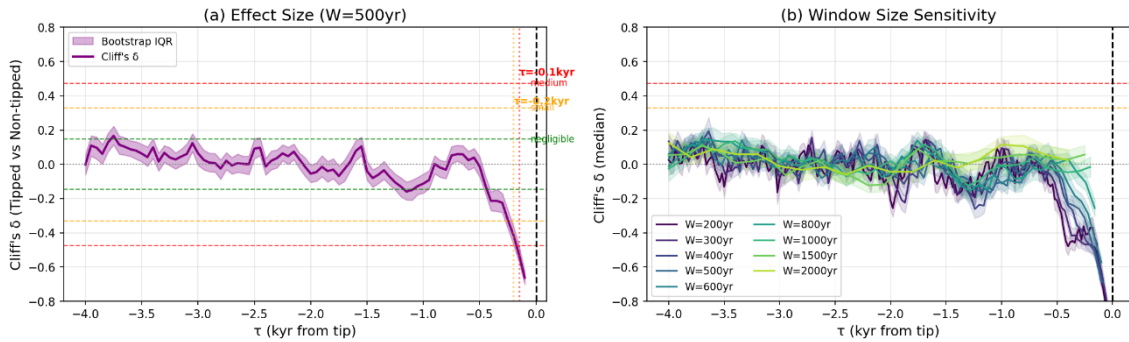 (a) Effect Size (W=500yr)
Cliff's δ (Tipped vs Non-tipped)
0.8
0.6
0.4
0.2
0.0
−0.2
−0.4
−0.6
−0.8
Bootstrap IQR
Cliff's δ
τ=-0.1kyr
medium
τ=-0.2kyr
small
negligible
−4.0 −3.5 −3.0 −2.5 −2.0 −1.5 −1.0 −0.5 0.0
τ (kyr from tip)
(b) Window Size Sensitivity
Cliff's δ (median)
0.8
0.6
0.4
0.2
0.0
−0.2
−0.4
−0.6
−0.8
W=200yr
W=300yr
W=400yr
W=500yr
W=600yr
W=800yr
W=1000yr
W=1500yr
W=2000yr
−4.0 −3.5 −3.0 −2.5 −2.0 −1.5 −1.0 −0.5 0.0
τ (kyr from tip)